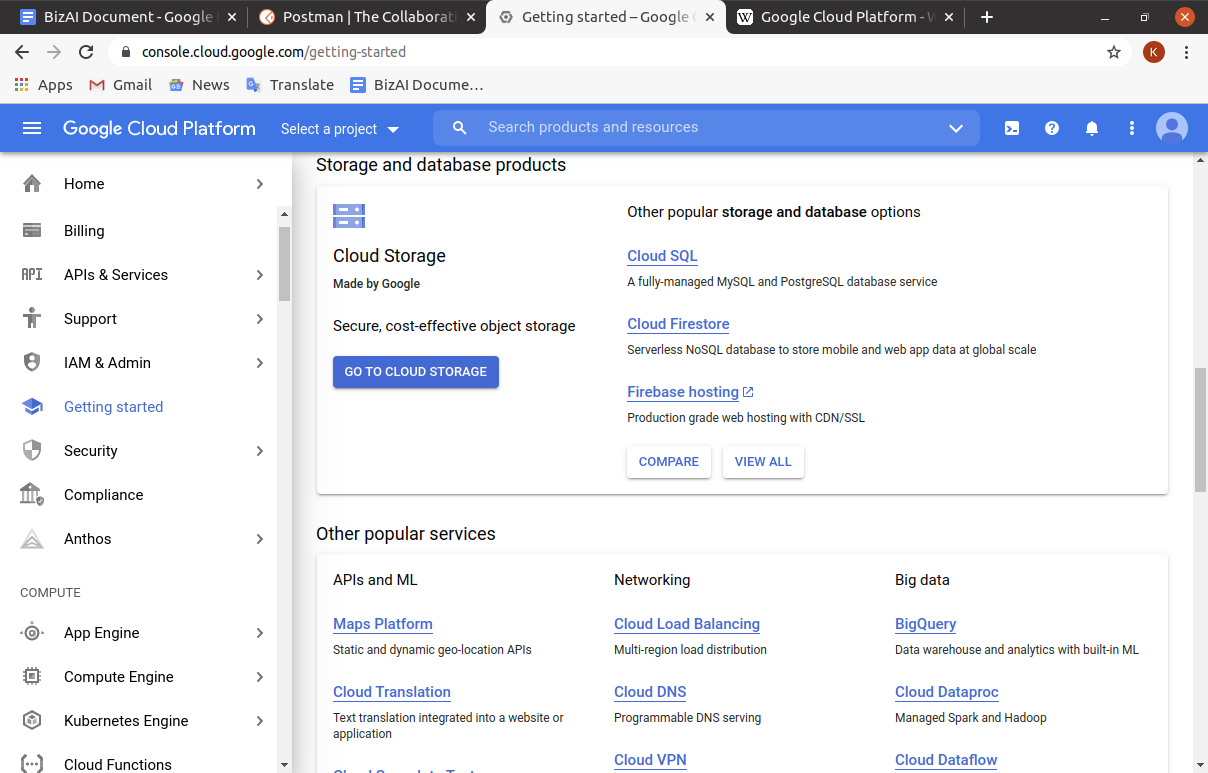 BizAI Document - Google
Postman | The Collaborati
Getting started – Google C
Google Cloud Platform - W
console.cloud.google.com/getting-started
K
Apps
Gmail
News
Translate
BizAI Docume…
Google Cloud Platform
Select a project
Search products and resources
Home
Billing
API APIs & Services
Support
IAM & Admin
Getting started
Security
Compliance
Anthos
COMPUTE
App Engine
Compute Engine
Kubernetes Engine
Cloud Functions
Storage and database products
Cloud Storage
Made by Google
Secure, cost-effective object storage
GO TO CLOUD STORAGE
Other popular storage and database options
Cloud SQL
A fully-managed MySQL and PostgreSQL database service
Cloud Firestore
Serverless NoSQL database to store mobile and web app data at global scale
Firebase hosting
Production grade web hosting with CDN/SSL
COMPARE
VIEW ALL
Other popular services
APIs and ML
Maps Platform
Static and dynamic geo-location APIs
Cloud Translation
Text translation integrated into a website or
application
Networking
Cloud Load Balancing
Multi-region load distribution
Cloud DNS
Programmable DNS serving
Cloud VPN
Big data
BigQuery
Data warehouse and analytics with built-in ML
Cloud Dataproc
Managed Spark and Hadoop
Cloud Dataflow